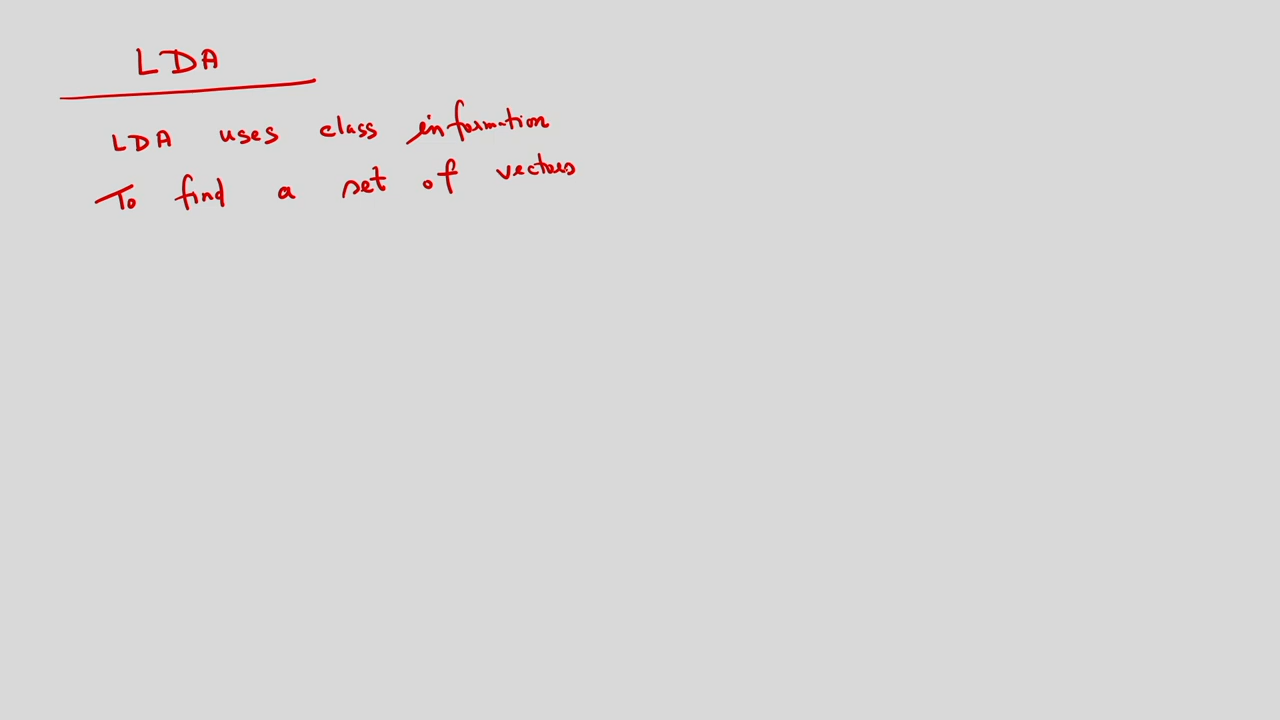 LDA
LDA uses class information
To find a set of vectors